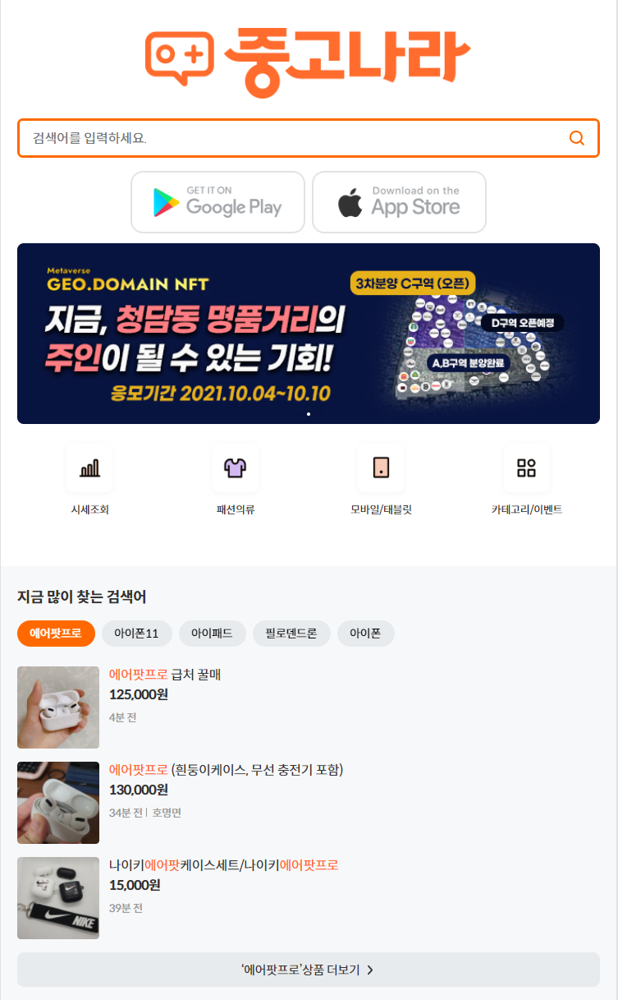 중고나라
검색어를 입력하세요.
GET IT ON
Google Play
Download on the
App Store
Metaverse
GEO.DOMAIN NFT
지금, 청담동 명품거리의
주인이 될 수 있는 기회!
응모기간 2021.10.04~10.10
3차분양 C구역 (오픈)
D구역 오픈예정
A,B구역 분양완료
시세조회
패션의류
모바일/태블릿
카테고리/이벤트
지금 많이 찾는 검색어
에어팟프로
아이폰11
아이패드
필로덴드론
아이폰
에어팟프로 급처 꿀매
125,000원
4분 전
에어팟프로 (흰둥이케이스, 무선 충전기 포함)
130,000원
34분 전 | 호명면
나이키에어팟케이스세트/나이키에어팟프로
15,000원
39분 전
NIKE
‘에어팟프로’상품 더보기